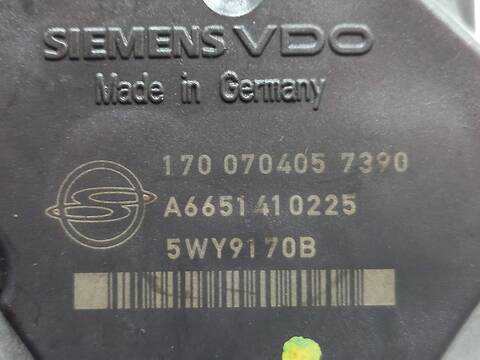 SIEMENS VDO
Made in Germany
170 070405 7390
A6651410225
5WY9170B